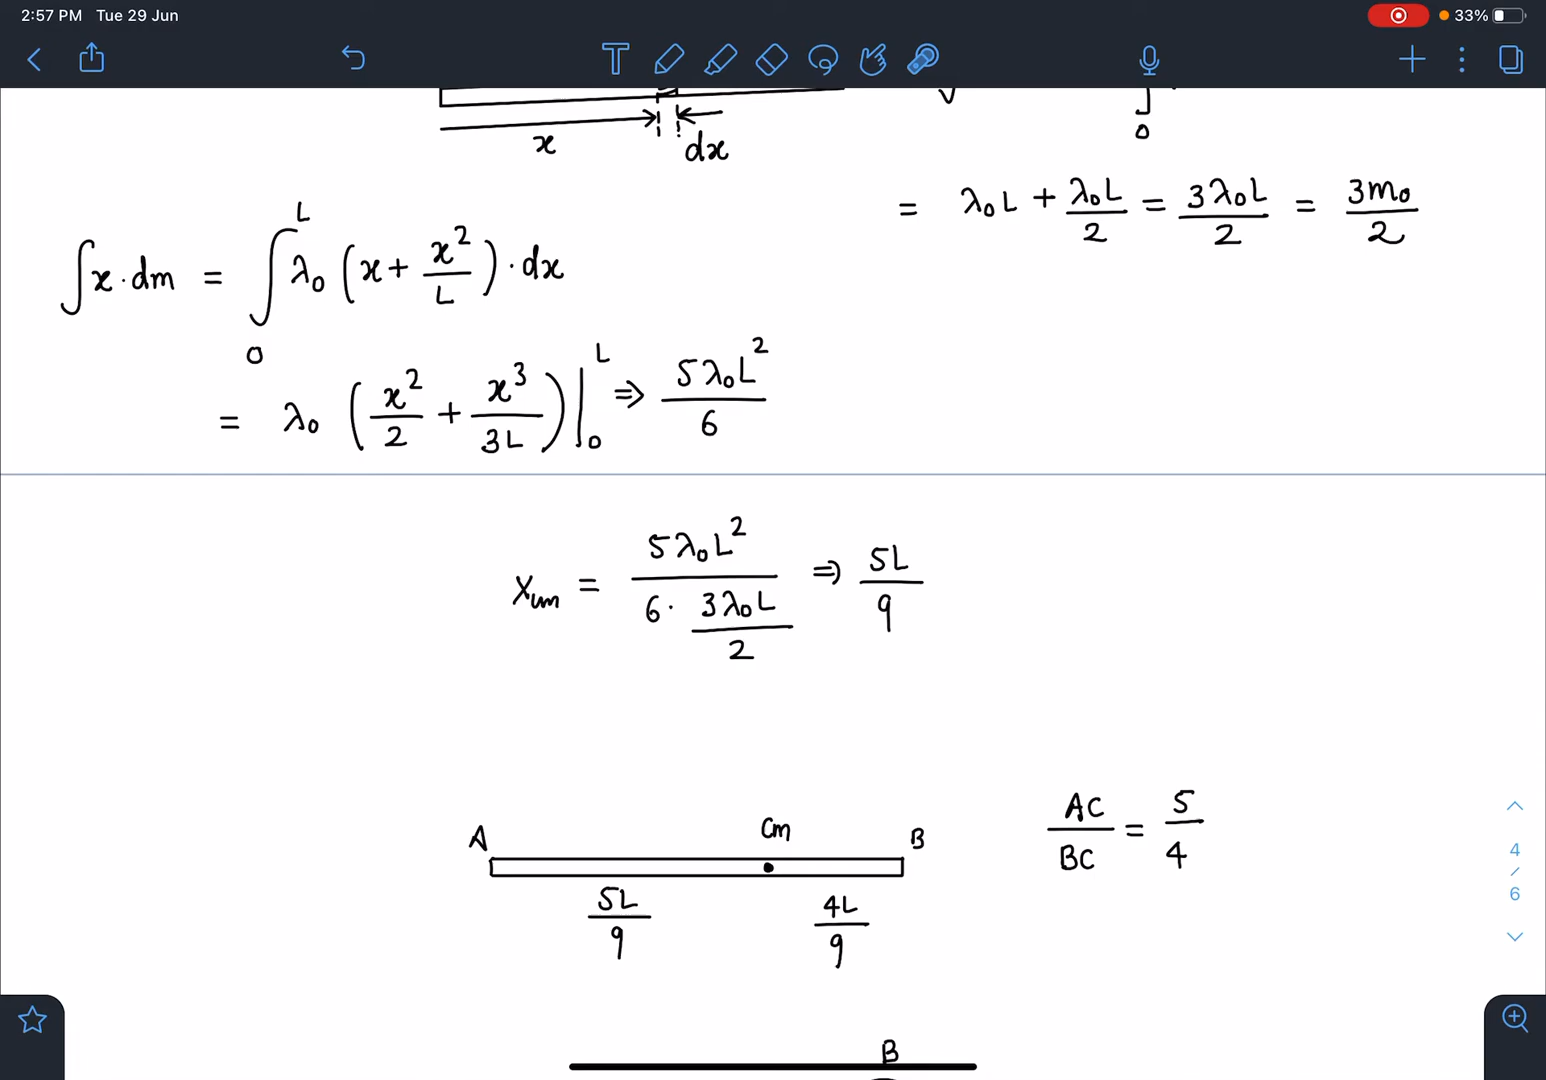 2:57 PM Tue 29 Jun
33%
T
x
dx
0
= λ₀L + λ₀L/2 = 3λ₀L/2 = 3m₀/2
∫x·dm = ∫₀ᴸ λ₀ (x + x²/L)·dx
= λ₀ (x²/2 + x³/3L)|₀ᴸ ⇒ 5λ₀L²/6
Xcm = 5λ₀L²/(6·3λ₀L/2) ⇒ 5L/9
A
Cm
B
5L/9
4L/9
AC/BC = 5/4
4/6
B